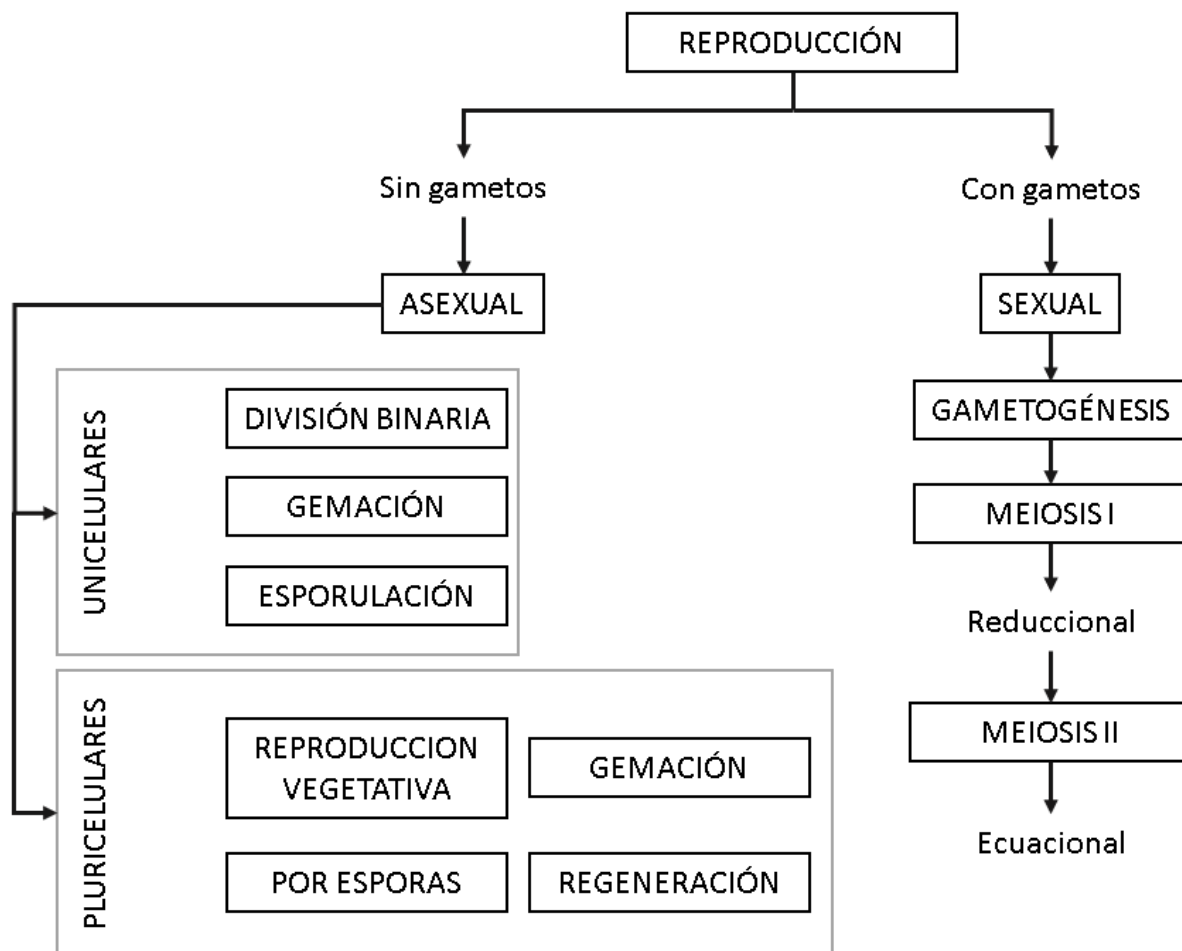 REPRODUCCIÓN
Sin gametos
Con gametos
ASEXUAL
SEXUAL
UNICELULARES
DIVISIÓN BINARIA
GEMACIÓN
ESPORULACIÓN
PLURICELULARES
REPRODUCCION
VEGETATIVA
GEMACIÓN
POR ESPORAS
REGENERACIÓN
GAMETOGÉNESIS
MEIOSIS I
Reduccional
MEIOSIS II
Ecuacional